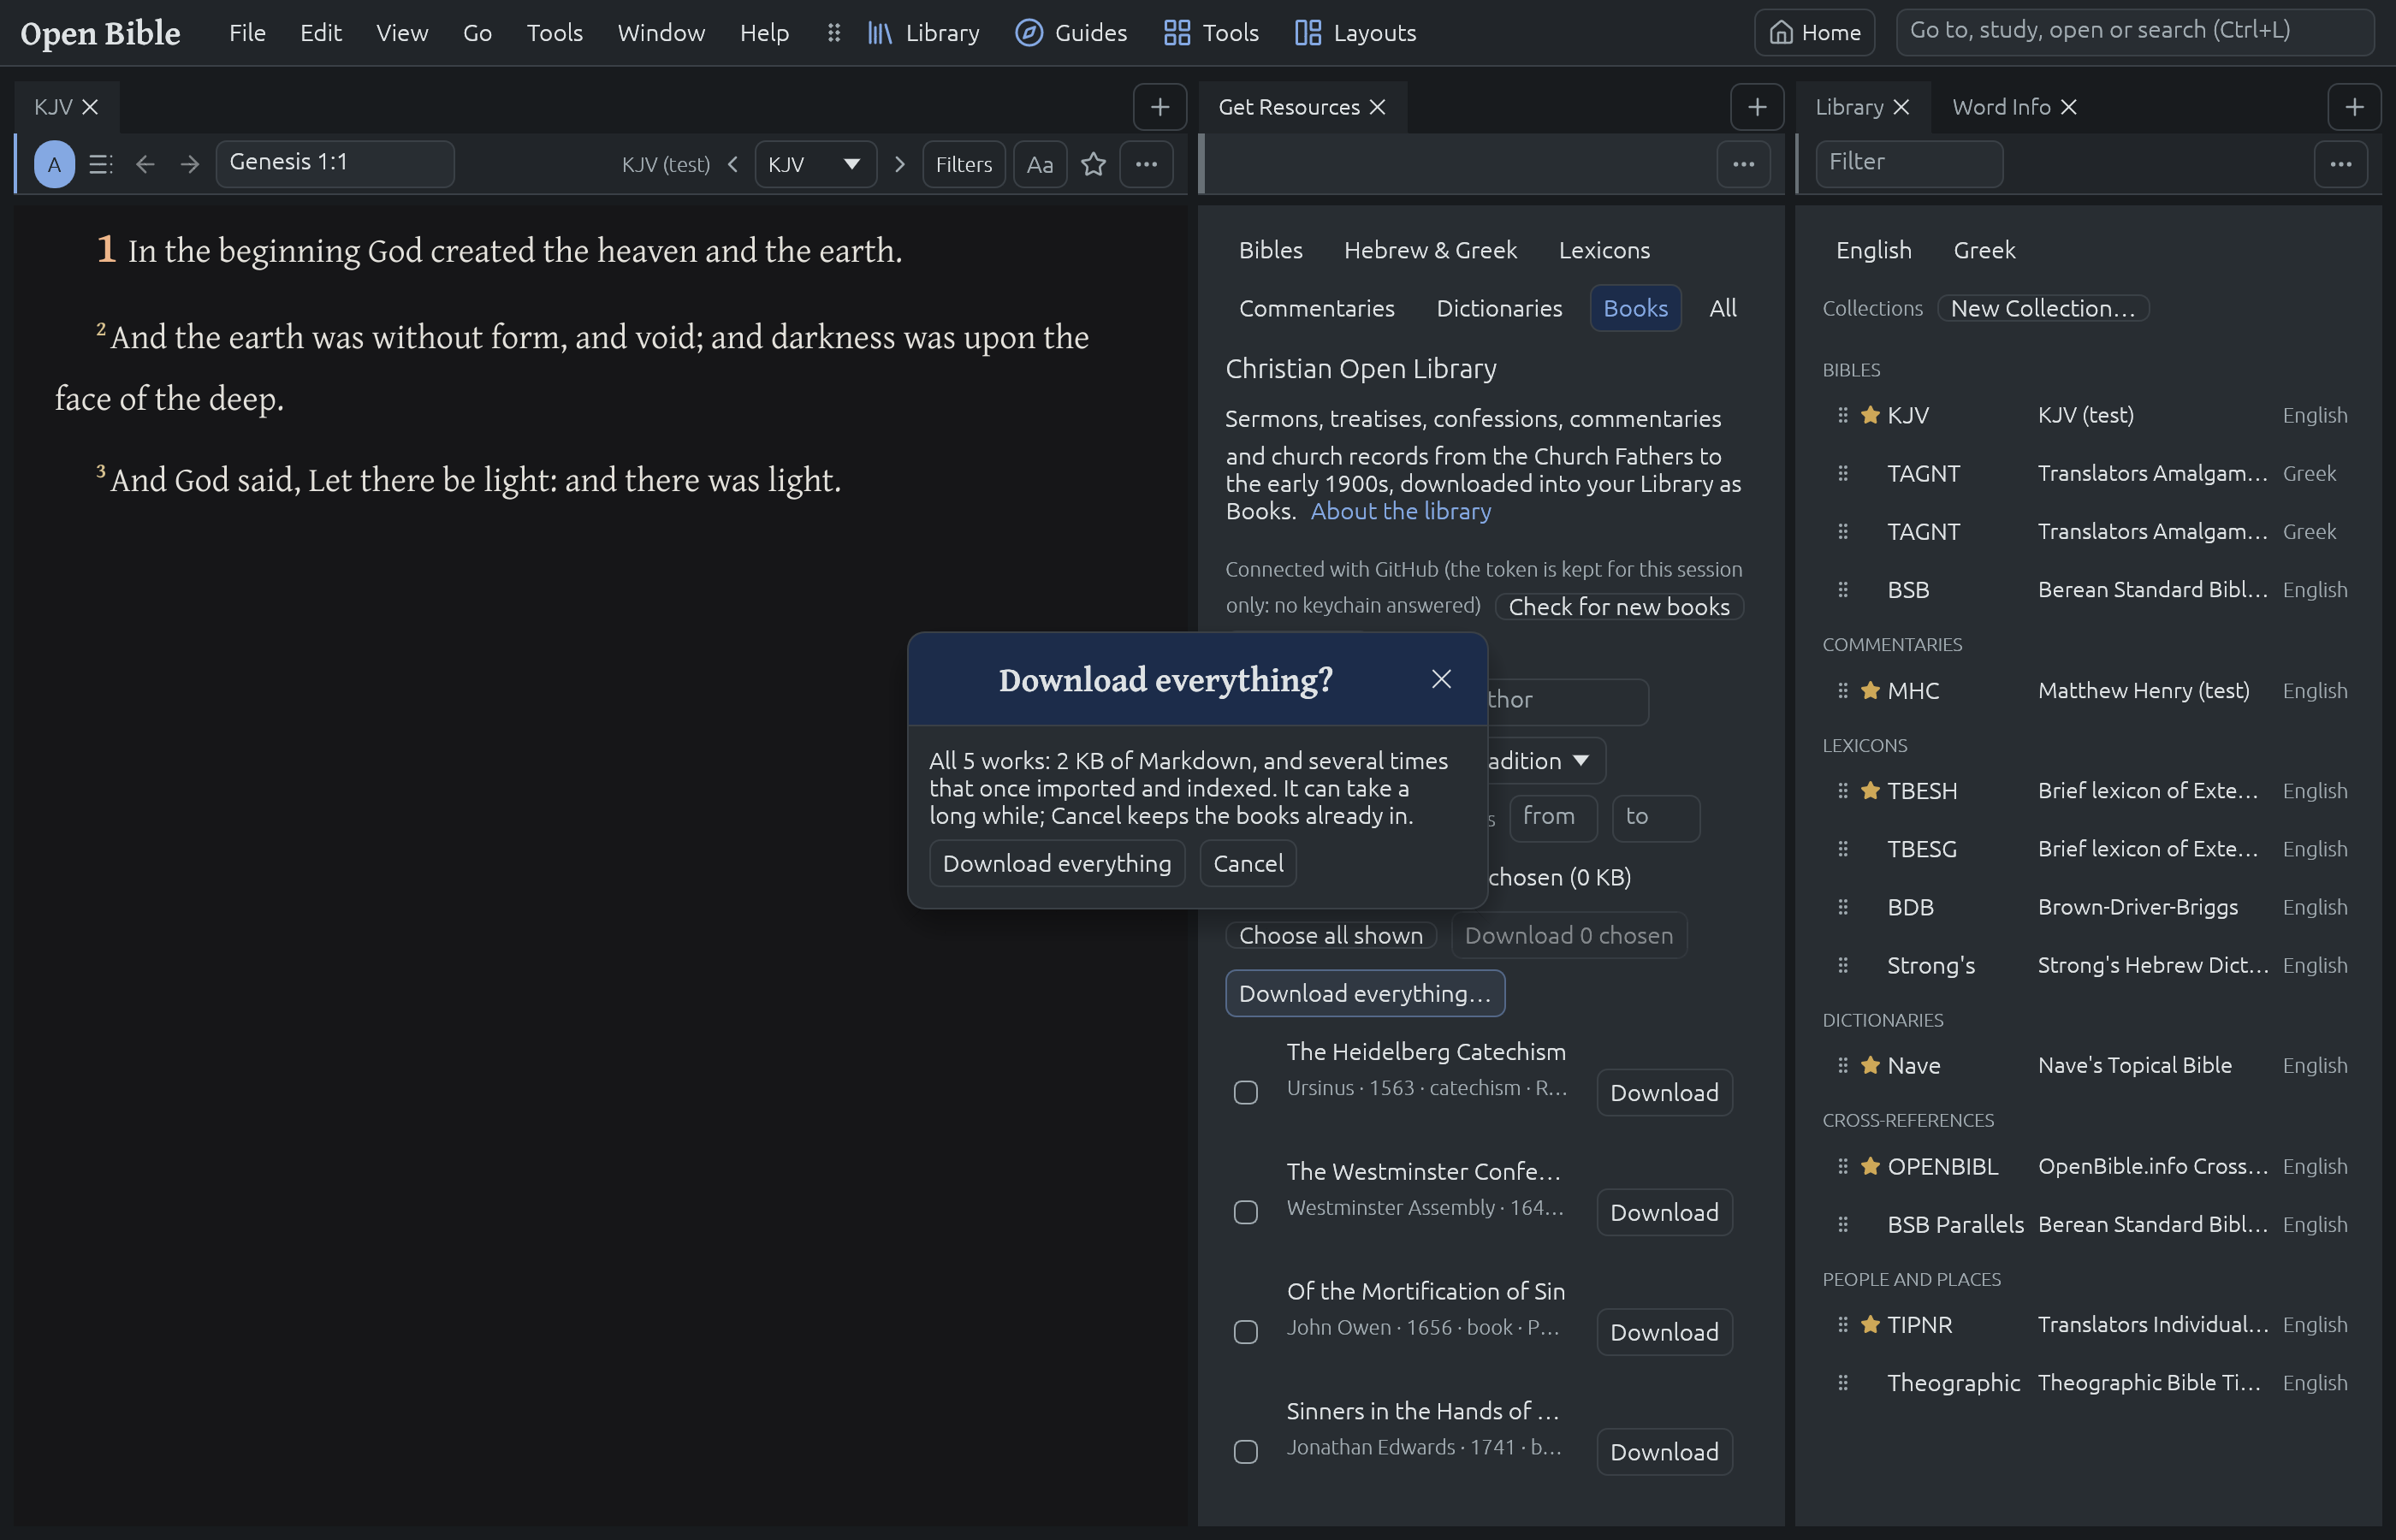 Open Bible File Edit View Go Tools Window Help Library Guides Tools Layouts Home Go to, study, open or search (Ctrl+L)
KJV
A Genesis 1:1 KJV (test) KJV Filters Aa
1 In the beginning God created the heaven and the earth.
2 And the earth was without form, and void; and darkness was upon the
face of the deep.
3 And God said, Let there be light: and there was light.
Get Resources
Bibles Hebrew & Greek Lexicons
Commentaries Dictionaries Books All
Christian Open Library
Sermons, treatises, confessions, commentaries
and church records from the Church Fathers to
the early 1900s, downloaded into your Library as
Books. About the library
Connected with GitHub (the token is kept for this session
only: no keychain answered) Check for new books
Download everything?
All 5 works: 2 KB of Markdown, and several times
that once imported and indexed. It can take a
long while; Cancel keeps the books already in.
Download everything Cancel
thor
adition
s from to
chosen (0 KB)
Choose all shown Download 0 chosen
Download everything…
The Heidelberg Catechism
Ursinus · 1563 · catechism · R… Download
The Westminster Confe…
Westminster Assembly · 164… Download
Of the Mortification of Sin
John Owen · 1656 · book · P… Download
Sinners in the Hands of …
Jonathan Edwards · 1741 · b… Download
Library Word Info
Filter
English Greek
Collections New Collection…
BIBLES
KJV KJV (test) English
TAGNT Translators Amalgam… Greek
TAGNT Translators Amalgam… Greek
BSB Berean Standard Bibl… English
COMMENTARIES
MHC Matthew Henry (test) English
LEXICONS
TBESH Brief lexicon of Exte… English
TBESG Brief lexicon of Exte… English
BDB Brown-Driver-Briggs English
Strong's Strong's Hebrew Dict… English
DICTIONARIES
Nave Nave's Topical Bible English
CROSS-REFERENCES
OPENBIBL OpenBible.info Cross… English
BSB Parallels Berean Standard Bibl… English
PEOPLE AND PLACES
TIPNR Translators Individual… English
Theographic Theographic Bible Ti… English